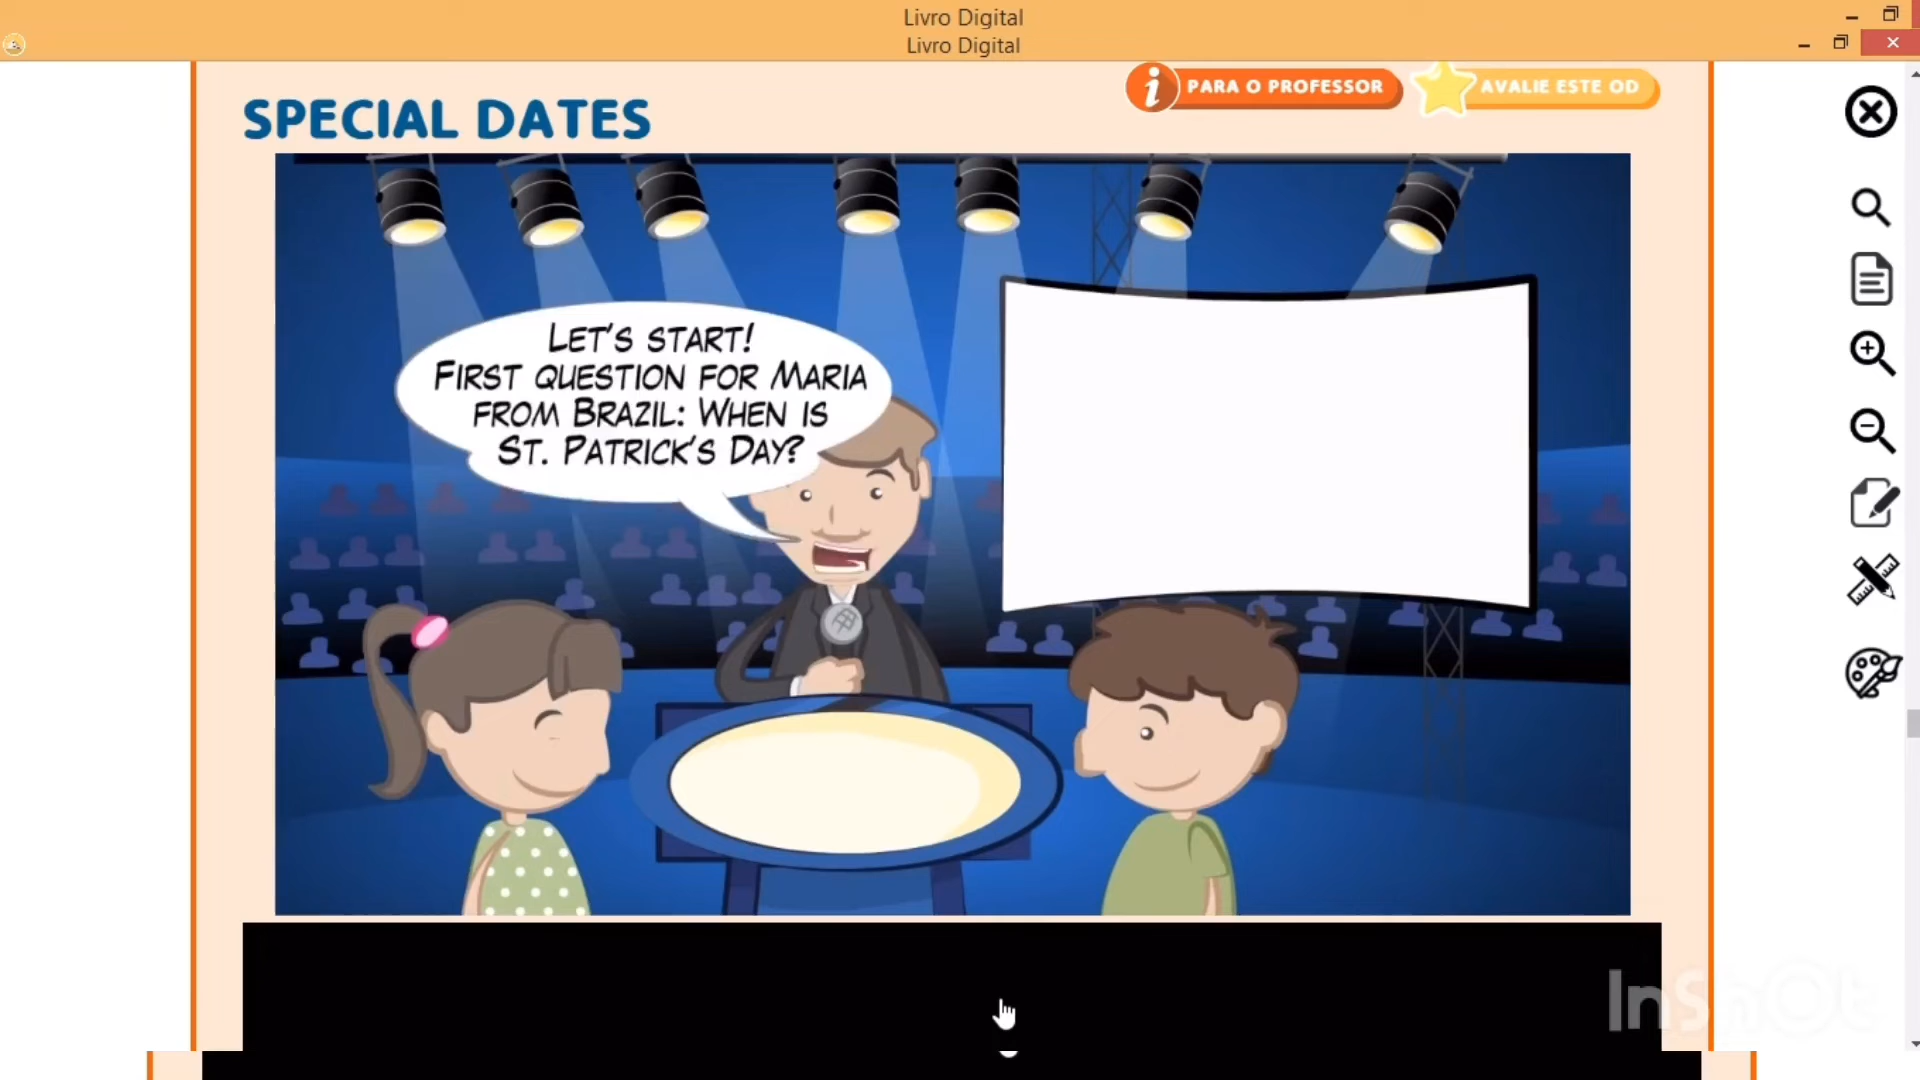 Livro Digital
Livro Digital
PARA O PROFESSOR
AVALIE ESTE OD
SPECIAL DATES
LET'S START!
FIRST QUESTION FOR MARIA
FROM BRAZIL: WHEN IS
ST. PATRICK'S DAY?
InShOt